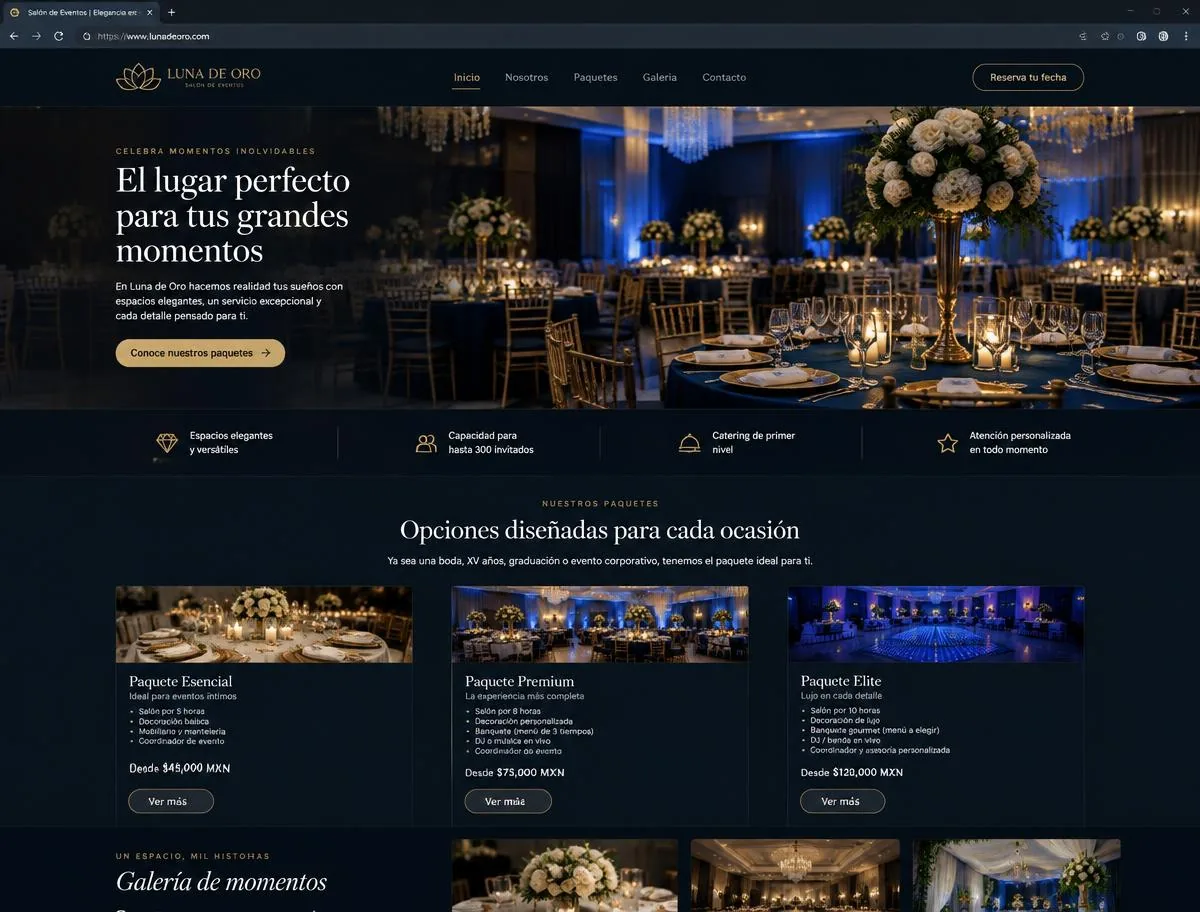 Salón de Eventos | Elegancia en
https://www.lunadeoro.com
LUNA DE ORO
SALÓN DE EVENTOS
Inicio
Nosotros
Paquetes
Galeria
Contacto
Reserva tu fecha
CELEBRA MOMENTOS INOLVIDABLES
El lugar perfecto
para tus grandes
momentos
En Luna de Oro hacemos realidad tus sueños con
espacios elegantes, un servicio excepcional y
cada detalle pensado para ti.
Conoce nuestros paquetes →
Espacios elegantes
y versátiles
Capacidad para
hasta 300 invitados
Catering de primer
nivel
Atención personalizada
en todo momento
NUESTROS PAQUETES
Opciones diseñadas para cada ocasión
Ya sea una boda, XV años, graduación o evento corporativo, tenemos el paquete ideal para ti.
Paquete Esencial
Ideal para eventos íntimos
• Salón por 5 horas
• Decoración
• Mobiliario y mantelería
• Coordinador de evento
Desde $45,000 MXN
Ver más
Paquete Premium
La experiencia más completa
• Salón por 8 horas
• Decoración personalizada
• Banquete (menú de 3 tiempos)
• DJ o música en vivo
• Coordinador de evento
Desde $75,000 MXN
Ver más
Paquete Elite
Lujo en cada detalle
• Salón por 10 horas
• Decoración de lujo
• Banquete gourmet (menú a elegir)
• DJ / banda en vivo
• Coordinador y asesoría personalizada
Desde $120,000 MXN
Ver más
UN ESPACIO, MIL HISTOHAS
Galería de momentos